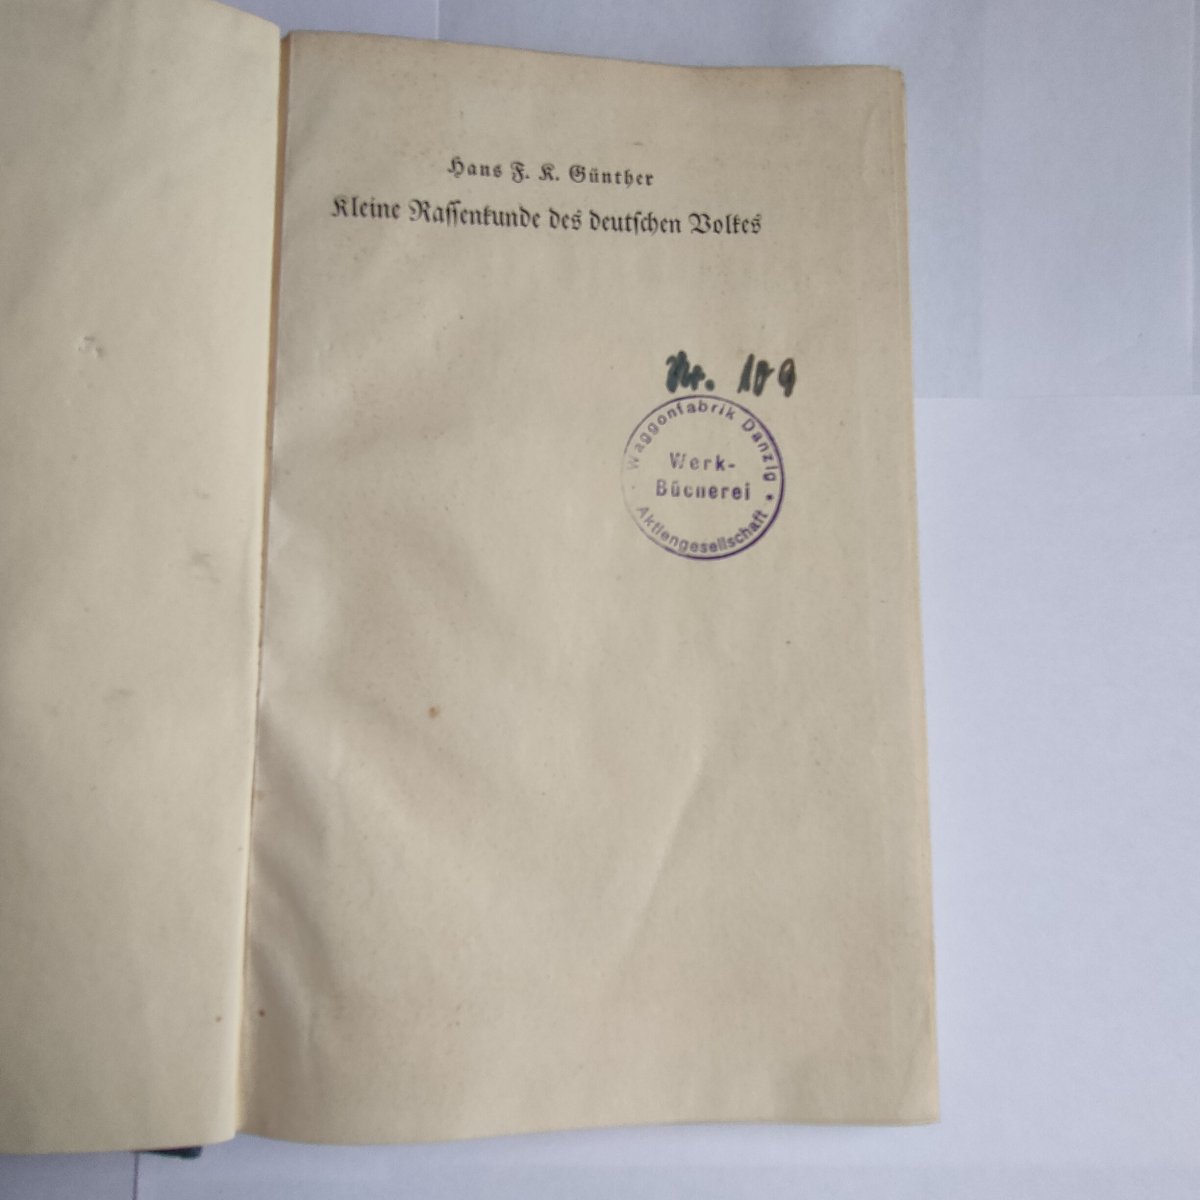 Hans F. K. Günther
Kleine Rassenkunde des deutschen Volkes
Nr. 109
Waggonfabrik Danzig
Werk-
Bücherei
Aktiengesellschaft